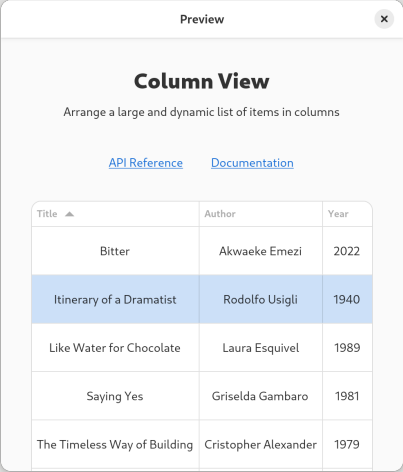 Preview
Column View
Arrange a large and dynamic list of items in columns
API Reference Documentation
Title Author Year
Bitter Akwaeke Emezi 2022
Itinerary of a Dramatist Rodolfo Usigli 1940
Like Water for Chocolate Laura Esquivel 1989
Saying Yes Griselda Gambaro 1981
The Timeless Way of Building Cristopher Alexander 1979